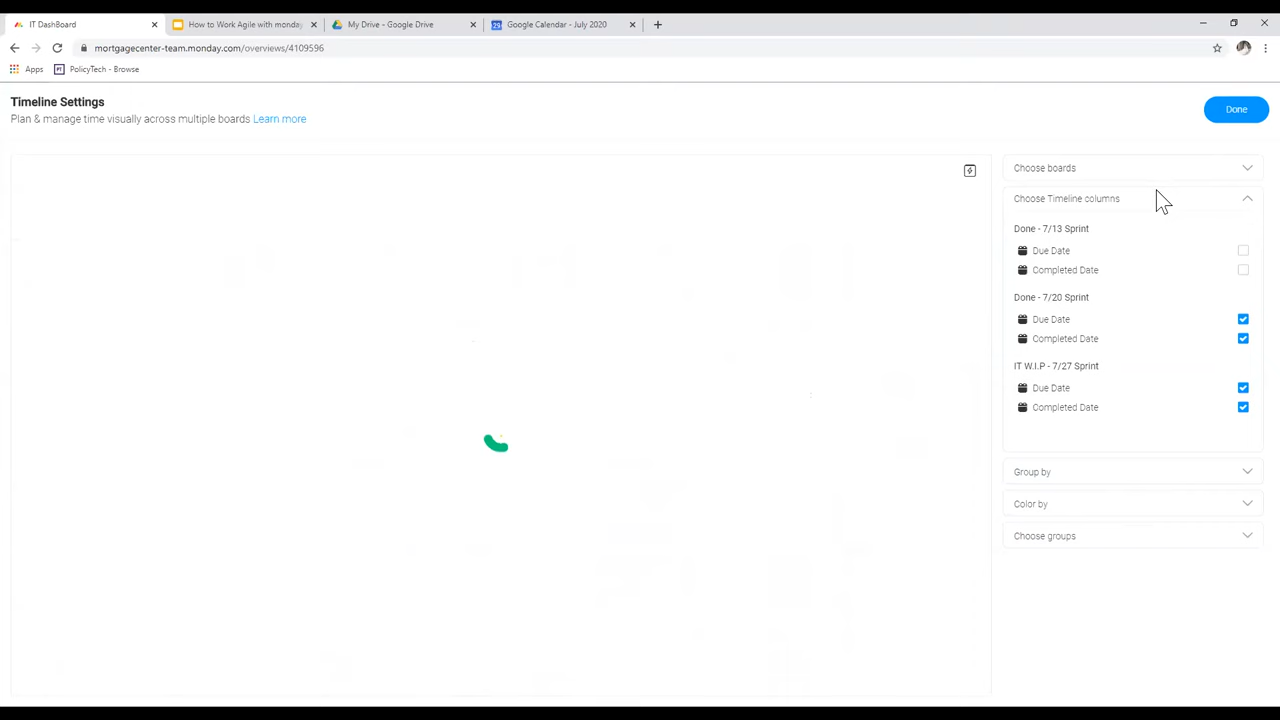 IT DashBoard
How to Work Agile with monday
My Drive - Google Drive
Google Calendar - July 2020
mortgagecenter-team.monday.com/overviews/4109596
Apps
PolicyTech - Browse
Timeline Settings
Plan & manage time visually across multiple boards Learn more
Done
Choose boards
Choose Timeline columns
Done - 7/13 Sprint
Due Date
Completed Date
Done - 7/20 Sprint
Due Date
Completed Date
IT W.I.P - 7/27 Sprint
Due Date
Completed Date
Group by
Color by
Choose groups